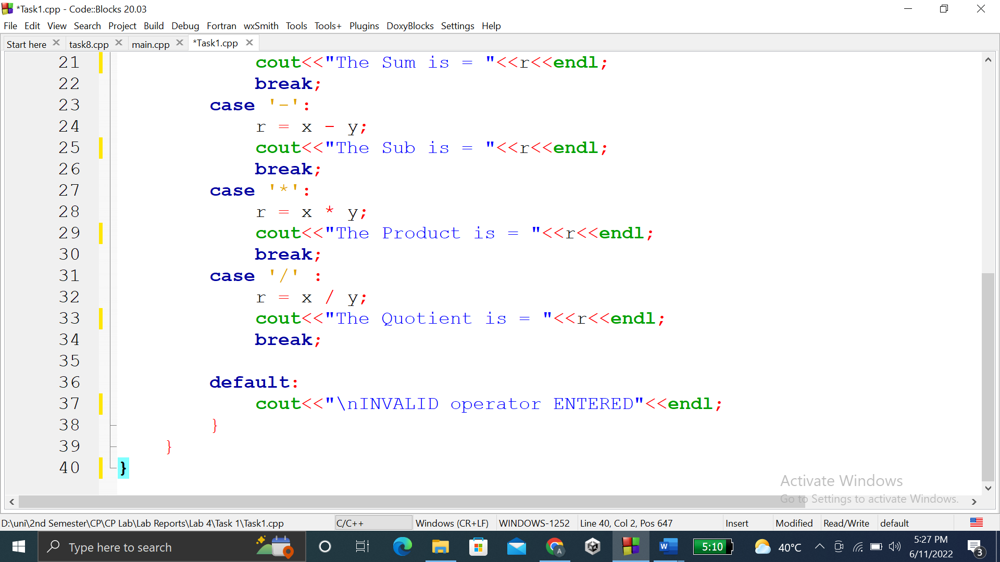 *Task1.cpp - Code::Blocks 20.03
File Edit View Search Project Build Debug Fortran wxSmith Tools Tools+ Plugins DoxyBlocks Settings Help
Start here task8.cpp main.cpp *Task1.cpp
21 cout<<"The Sum is = "<<r<<endl;
22 break;
23 case '-':
24 r = x - y;
25 cout<<"The Sub is = "<<r<<endl;
26 break;
27 case '*':
28 r = x * y;
29 cout<<"The Product is = "<<r<<endl;
30 break;
31 case '/' :
32 r = x / y;
33 cout<<"The Quotient is = "<<r<<endl;
34 break;
35
36 default:
37 cout<<"\nINVALID operator ENTERED"<<endl;
38 }
39 }
40 }
Activate Windows
Go to Settings to activate Windows.
D:\uni\2nd Semester\CP\CP Lab\Lab Reports\Lab 4\Task 1\Task1.cpp C/C++ Windows (CR+LF) WINDOWS-1252 Line 40, Col 2, Pos 647 Insert Modified Read/Write default
Type here to search A W 5:10 40°C 5:27 PM
6/11/2022 3